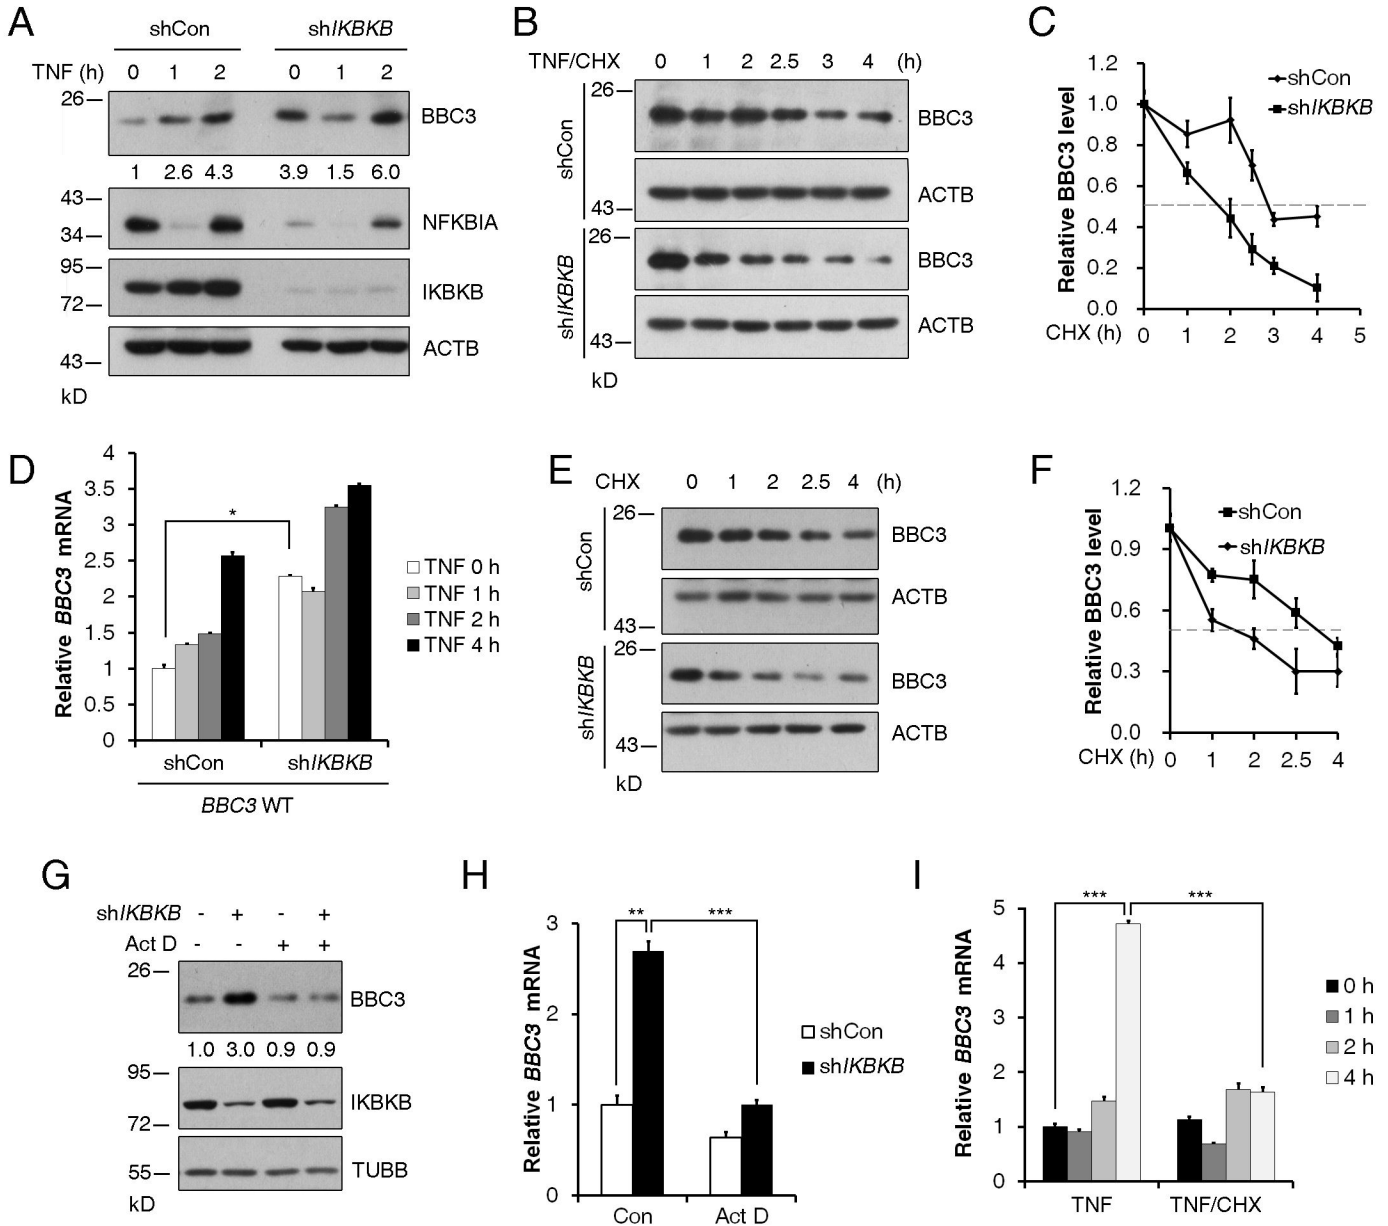 A
shCon shIKBKB
TNF (h) 0 1 2 0 1 2
26 BBC3
1 2.6 4.3 3.9 1.5 6.0
43
34 NFKBIA
95
72 IKBKB
43 ACTB
kD
B
TNF/CHX 0 1 2 2.5 3 4 (h)
shCon
26 BBC3
43 ACTB
shIKBKB
26 BBC3
43 ACTB
kD
C
Relative BBC3 level
1.2
1.0
0.8
0.6
0.4
0.2
0.0
shCon
shIKBKB
CHX (h) 0 1 2 3 4 5
D
Relative BBC3 mRNA
4
3.5
3
2.5
2
1.5
1
0.5
0
*
TNF 0 h
TNF 1 h
TNF 2 h
TNF 4 h
shCon shIKBKB
BBC3 WT
E
CHX 0 1 2 2.5 4 (h)
shCon
26 BBC3
43 ACTB
shIKBKB
26 BBC3
43 ACTB
kD
F
Relative BBC3 level
1.2
0.9
0.6
0.3
0.0
shCon
shIKBKB
CHX (h) 0 1 2 2.5 4
G
shIKBKB - + - +
Act D - - + +
26 BBC3
1.0 3.0 0.9 0.9
95
72 IKBKB
55 TUBB
kD
H
Relative BBC3 mRNA
3
2
1
0
** ***
shCon
shIKBKB
Con Act D
I
Relative BBC3 mRNA
5
4
3
2
1
0
*** ***
0 h
1 h
2 h
4 h
TNF TNF/CHX